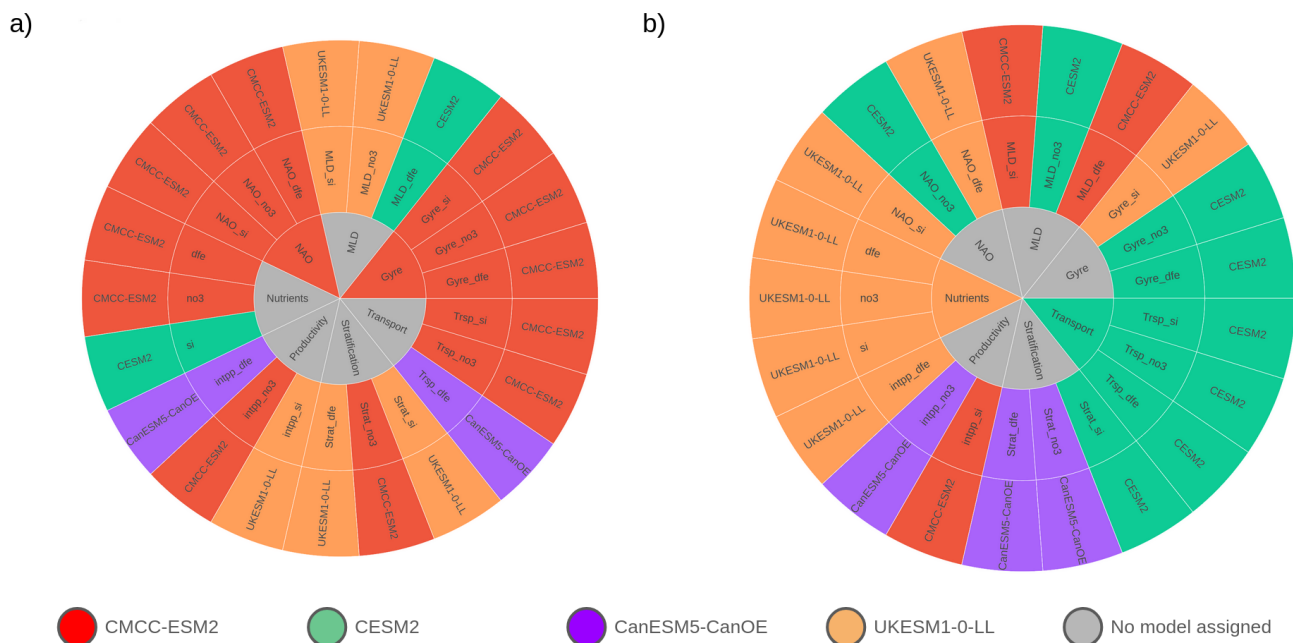 a)
b)
UKESM1-0-LL
UKESM1-0-LL
CESM2
CMCC-ESM2
CMCC-ESM2
CMCC-ESM2
CMCC-ESM2
CMCC-ESM2
CanESM5-CanOE
UKESM1-0-LL
CMCC-ESM2
UKESM1-0-LL
UKESM1-0-LL
CMCC-ESM2
CanESM5-CanOE
CESM2
CMCC-ESM2
CMCC-ESM2
CMCC-ESM2
CMCC-ESM2
CMCC-ESM2
MLD_si
MLD_no3
MLD_dfe
Gyre_si
Gyre_no3
Gyre_dfe
Trsp_si
Trsp_no3
Trsp_dfe
Strat_si
Strat_no3
Strat_dfe
intpp_si
intpp_no3
intpp_dfe
si
no3
dfe
NAO_si
NAO_no3
NAO_dfe
MLD
Gyre
Transport
Stratification
Productivity
Nutrients
NAO
CMCC-ESM2
CESM2
CMCC-ESM2
UKESM1-0-LL
CESM2
CESM2
CESM2
CESM2
CESM2
CESM2
CanESM5-CanOE
CanESM5-CanOE
CMCC-ESM2
CanESM5-CanOE
UKESM1-0-LL
UKESM1-0-LL
UKESM1-0-LL
UKESM1-0-LL
UKESM1-0-LL
CESM2
UKESM1-0-LL
MLD_si
MLD_no3
MLD_dfe
Gyre_si
Gyre_no3
Gyre_dfe
Trsp_si
Trsp_no3
Trsp_dfe
Strat_si
Strat_no3
Strat_dfe
intpp_si
intpp_no3
intpp_dfe
si
no3
dfe
NAO_si
NAO_no3
NAO_dfe
MLD
Gyre
Transport
Stratification
Productivity
Nutrients
NAO
CMCC-ESM2
CESM2
CanESM5-CanOE
UKESM1-0-LL
No model assigned